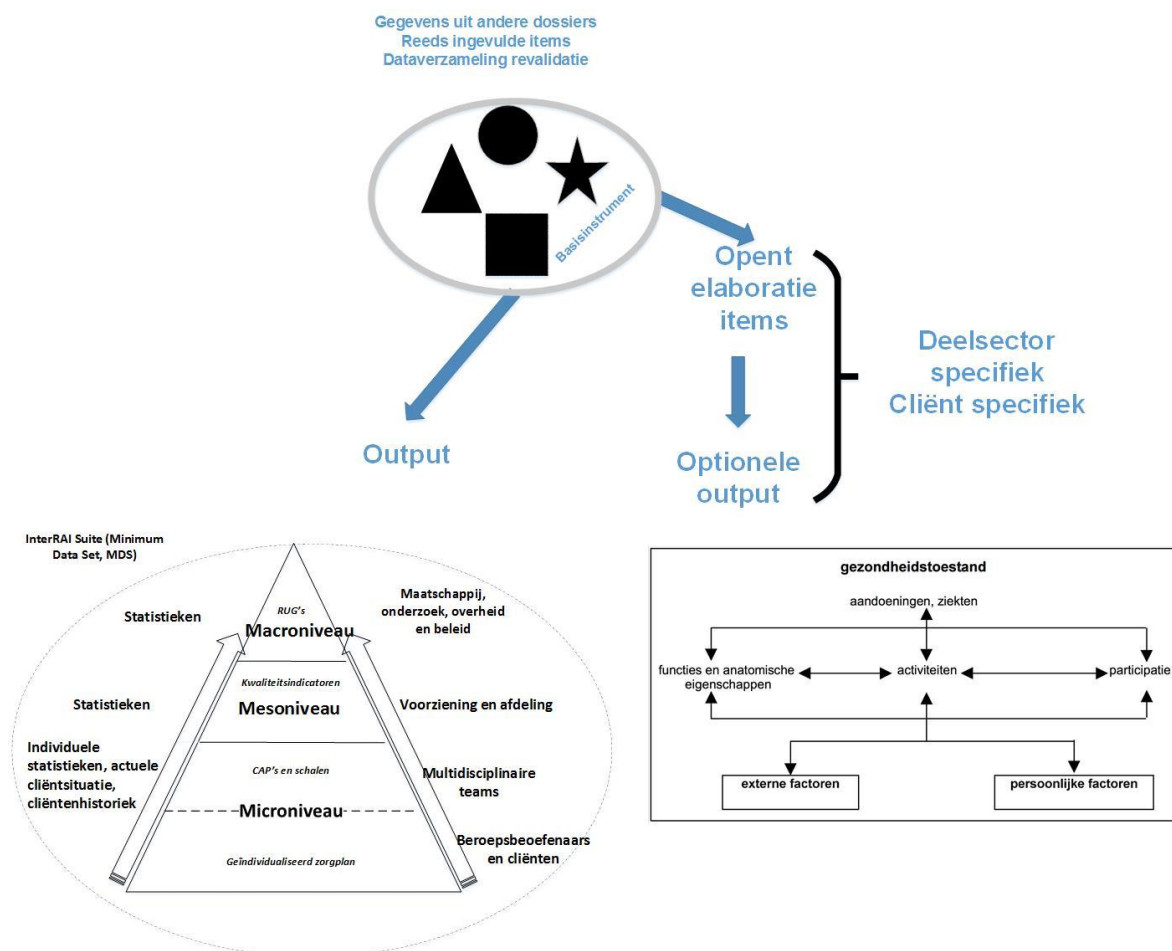 Gegevens uit andere dossiers
Reeds ingevulde items
Dataverzameling revalidatie
Basisinstrument
Opent
elaboratie
items
Deelsector
specifiek
Cliënt specifiek
Output
Optionele
output
InterRAI Suite (Minimum
Data Set, MDS)
Statistieken
RUG's
Macroniveau
Maatschappij,
onderzoek, overheid
en beleid
Statistieken
Kwaliteitsindicatoren
Mesoniveau
Voorziening en afdeling
Individuele
statistieken, actuele
cliëntsituatie,
cliëntenhistoriek
CAP's en schalen
Microniveau
Multidisciplinaire
teams
Geïndividualiseerd zorgplan
Beroepsbeoefenaars
en cliënten
gezondheidstoestand
aandoeningen, ziekten
functies en anatomische
eigenschappen
activiteiten
participatie
externe factoren
persoonlijke factoren